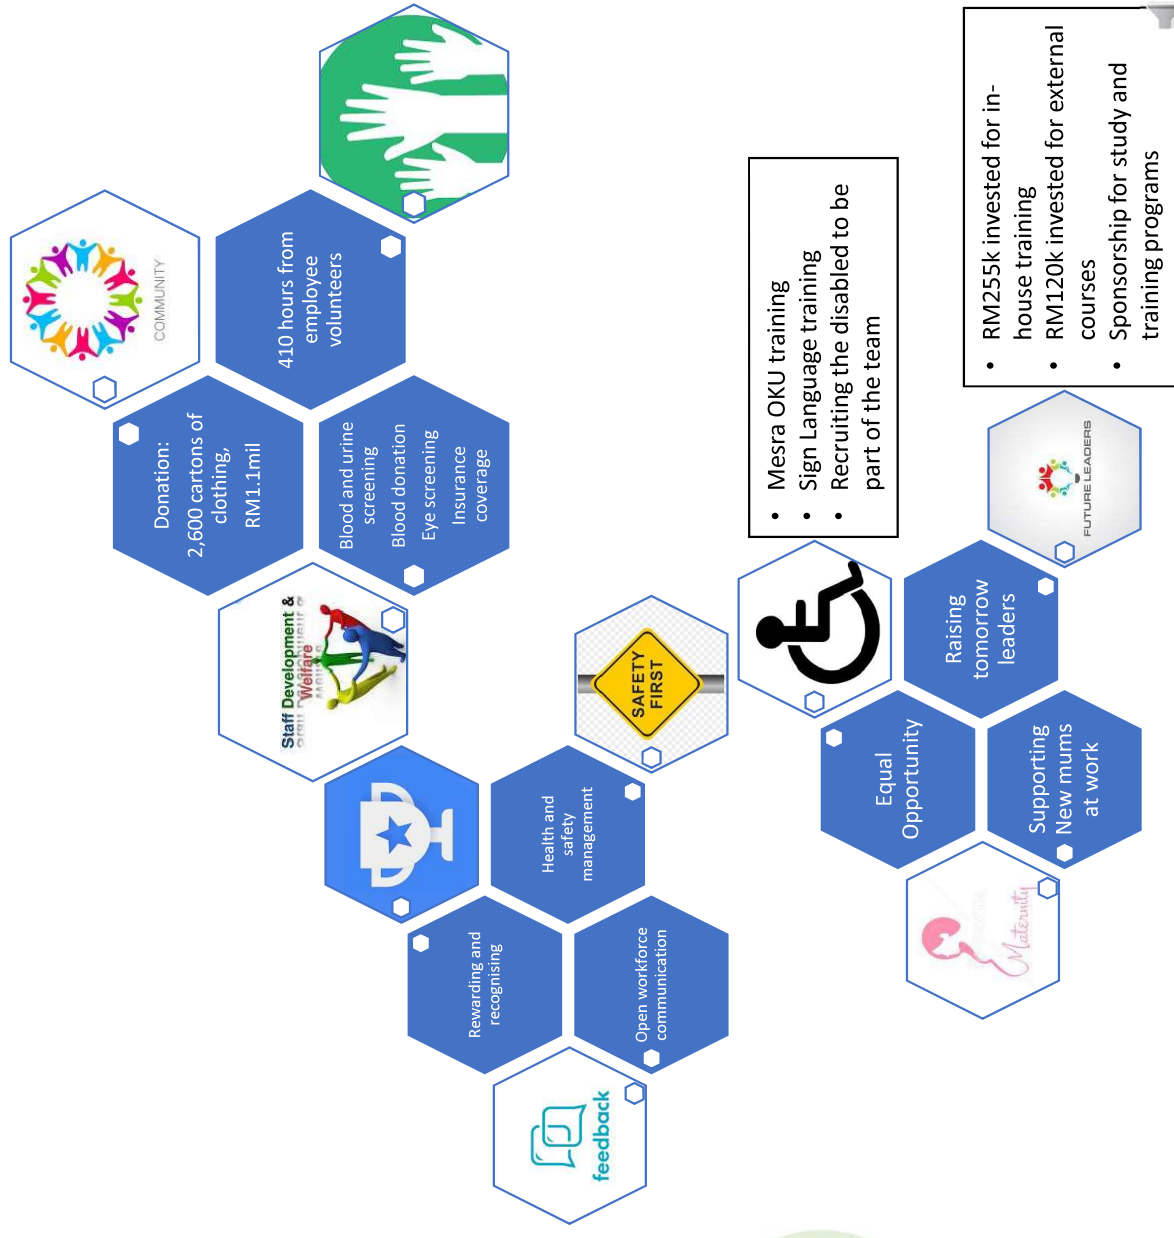 COMMUNITY
Donation:
2,600 cartons of
clothing,
RM1.1mil
410 hours from
employee
volunteers
Staff Development &
Welfare
Blood and urine
screening
Blood donation
Eye screening
Insurance
coverage
Rewarding and
recognising
Health and
safety
management
SAFETY
FIRST
feedback
Open workforce
communication
Equal
Opportunity
• Mesra OKU training
• Sign Language training
• Recruiting the disabled to be
part of the team
Maternity
Raising
tomorrow
leaders
Supporting
New mums
at work
FUTURE LEADERS
• RM255k invested for in-
house training
• RM120k invested for external
courses
• Sponsorship for study and
training programs